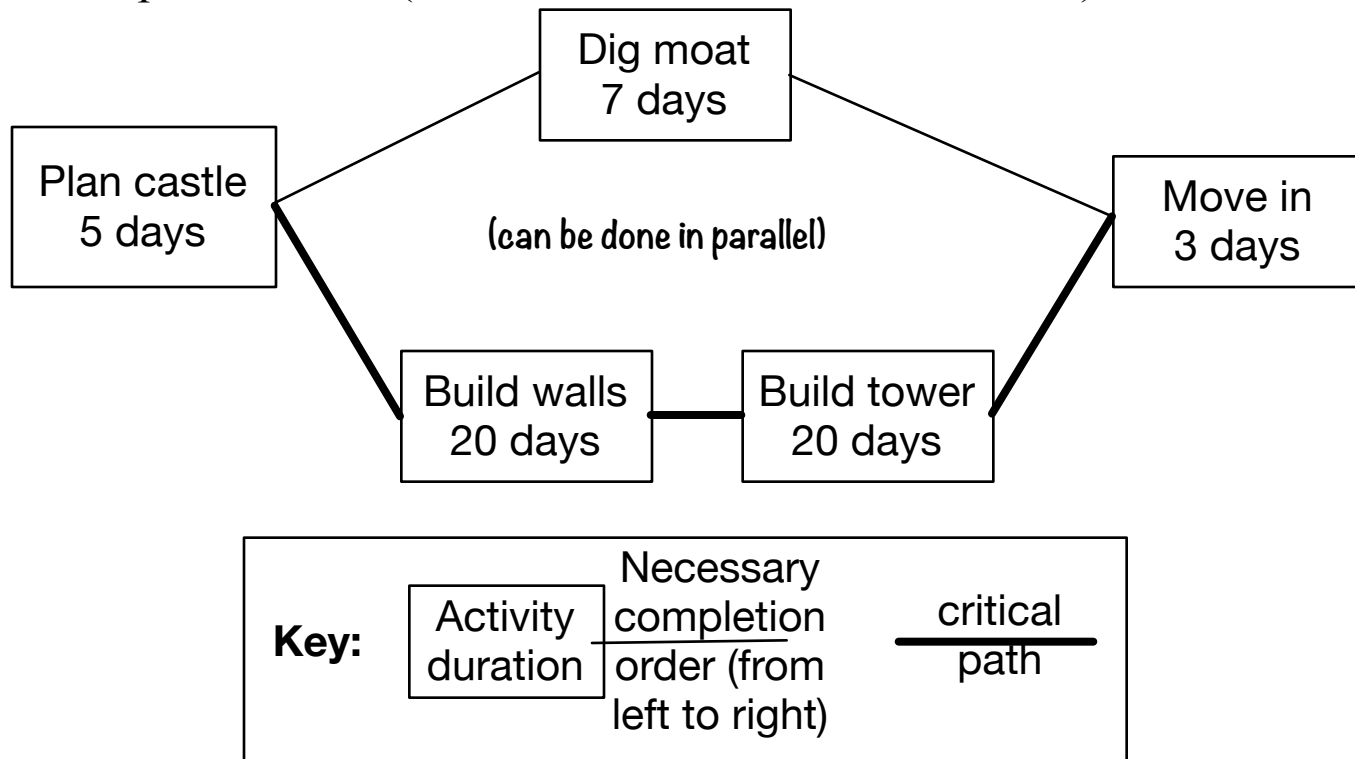 Dig moat
7 days
Plan castle
5 days
Move in
3 days
(can be done in parallel)
Build walls
20 days
Build tower
20 days
Key:
Activity
duration
Necessary
completion
order (from
left to right)
critical
path